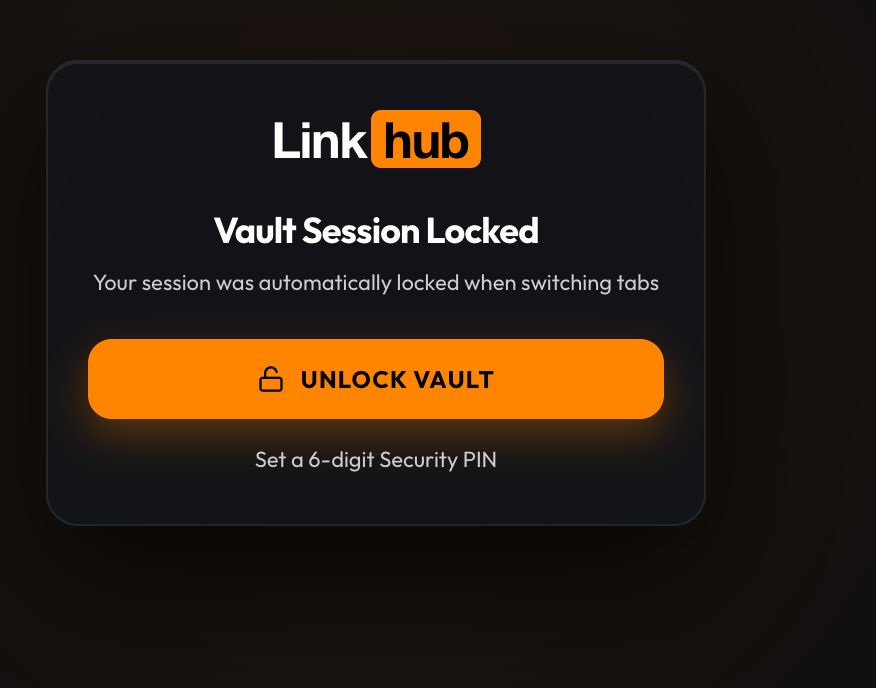 Link hub
Vault Session Locked
Your session was automatically locked when switching tabs
UNLOCK VAULT
Set a 6-digit Security PIN